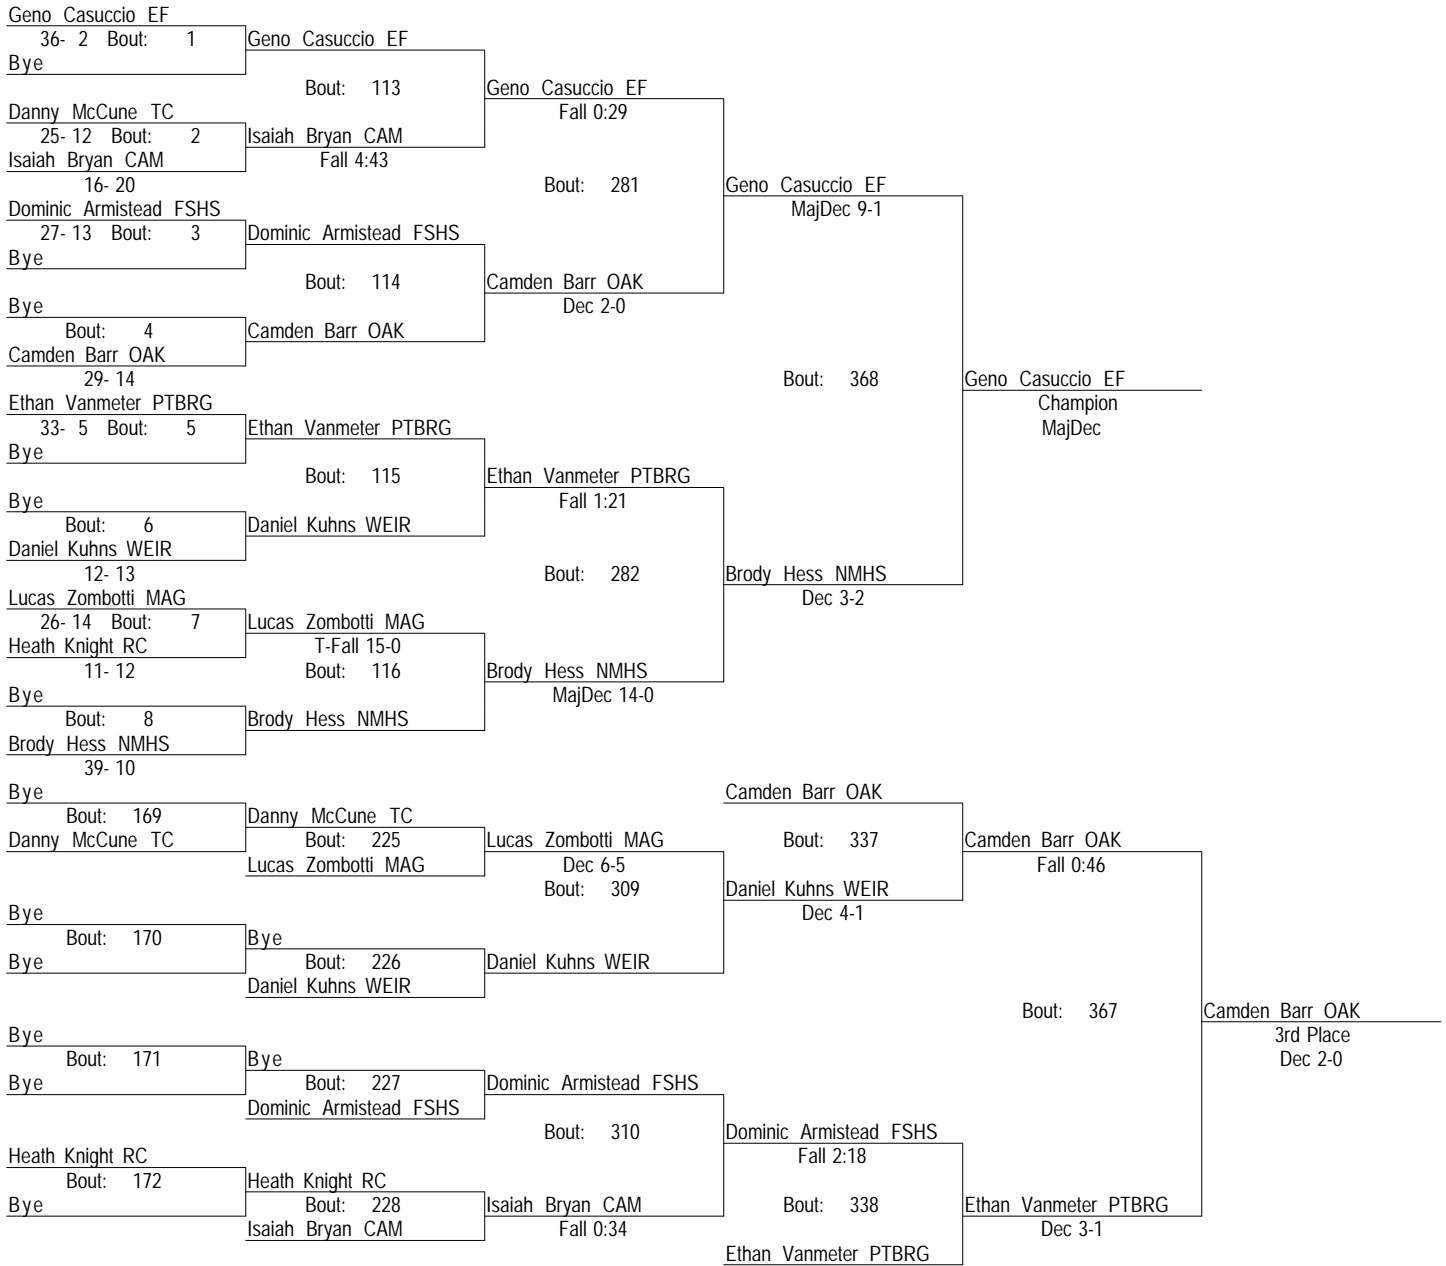 Geno Casuccio EF
36- 2 Bout: 1 Geno Casuccio EF
Bye
Bout: 113 Geno Casuccio EF
Danny McCune TC Fall 0:29
25- 12 Bout: 2 Isaiah Bryan CAM
Isaiah Bryan CAM Fall 4:43
16- 20 Bout: 281 Geno Casuccio EF
Dominic Armistead FSHS MajDec 9-1
27- 13 Bout: 3 Dominic Armistead FSHS
Bye
Bout: 114 Camden Barr OAK
Bye Dec 2-0
Bout: 4 Camden Barr OAK
Camden Barr OAK
29- 14 Bout: 368 Geno Casuccio EF
Ethan Vanmeter PTBRG Champion
33- 5 Bout: 5 Ethan Vanmeter PTBRG MajDec
Bye
Bout: 115 Ethan Vanmeter PTBRG
Bye Fall 1:21
Bout: 6 Daniel Kuhns WEIR
Daniel Kuhns WEIR
12- 13 Bout: 282 Brody Hess NMHS
Lucas Zombotti MAG Dec 3-2
26- 14 Bout: 7 Lucas Zombotti MAG
Heath Knight RC T-Fall 15-0
11- 12 Bout: 116 Brody Hess NMHS
Bye MajDec 14-0
Bout: 8 Brody Hess NMHS
Brody Hess NMHS
39- 10
Bye Camden Barr OAK
Bout: 169 Danny McCune TC
Danny McCune TC Bout: 225 Lucas Zombotti MAG Bout: 337 Camden Barr OAK
Lucas Zombotti MAG Dec 6-5 Fall 0:46
Bout: 309 Daniel Kuhns WEIR
Bye Dec 4-1
Bout: 170 Bye
Bye Bout: 226 Daniel Kuhns WEIR
Daniel Kuhns WEIR
Bout: 367 Camden Barr OAK
Bye 3rd Place
Bout: 171 Bye Dec 2-0
Bye Bout: 227 Dominic Armistead FSHS
Dominic Armistead FSHS
Bout: 310 Dominic Armistead FSHS
Heath Knight RC Fall 2:18
Bout: 172 Heath Knight RC
Bye Bout: 228 Isaiah Bryan CAM Bout: 338 Ethan Vanmeter PTBRG
Isaiah Bryan CAM Fall 0:34 Dec 3-1
Ethan Vanmeter PTBRG